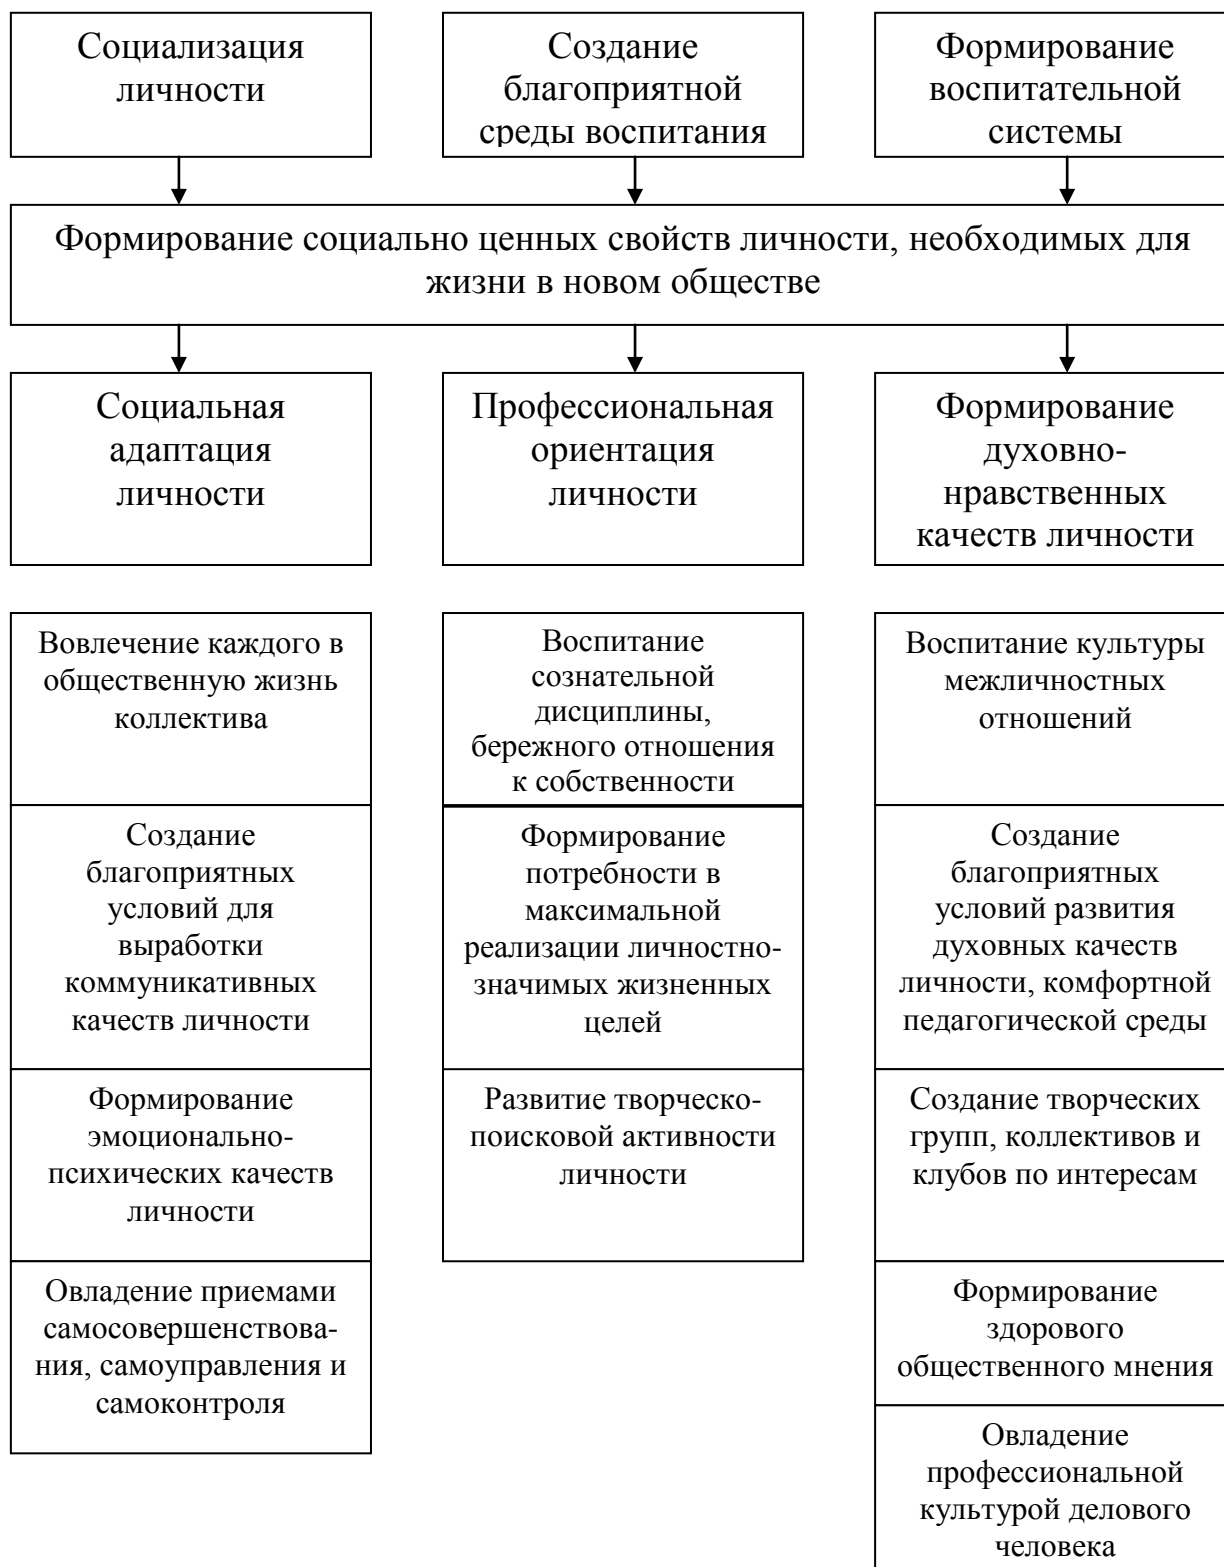 Социализация
личности
Создание
благоприятной
среды воспитания
Формирование
воспитательной
системы
Формирование социально ценных свойств личности, необходимых для
жизни в новом обществе
Социальная
адаптация
личности
Профессиональная
ориентация
личности
Формирование
духовно-
нравственных
качеств личности
Вовлечение каждого в
общественную жизнь
коллектива
Создание
благоприятных
условий для
выработки
коммуникативных
качеств личности
Формирование
эмоционально-
психических качеств
личности
Овладение приемами
самосовершенствова-
ния, самоуправления и
самоконтроля
Воспитание
сознательной
дисциплины,
бережного отношения
к собственности
Формирование
потребности в
максимальной
реализации личностно-
значимых жизненных
целей
Развитие творческо-
поисковой активности
личности
Воспитание культуры
межличностных
отношений
Создание
благоприятных
условий развития
духовных качеств
личности, комфортной
педагогической среды
Создание творческих
групп, коллективов и
клубов по интересам
Формирование
здорового
общественного мнения
Овладение
профессиональной
культурой делового
человека